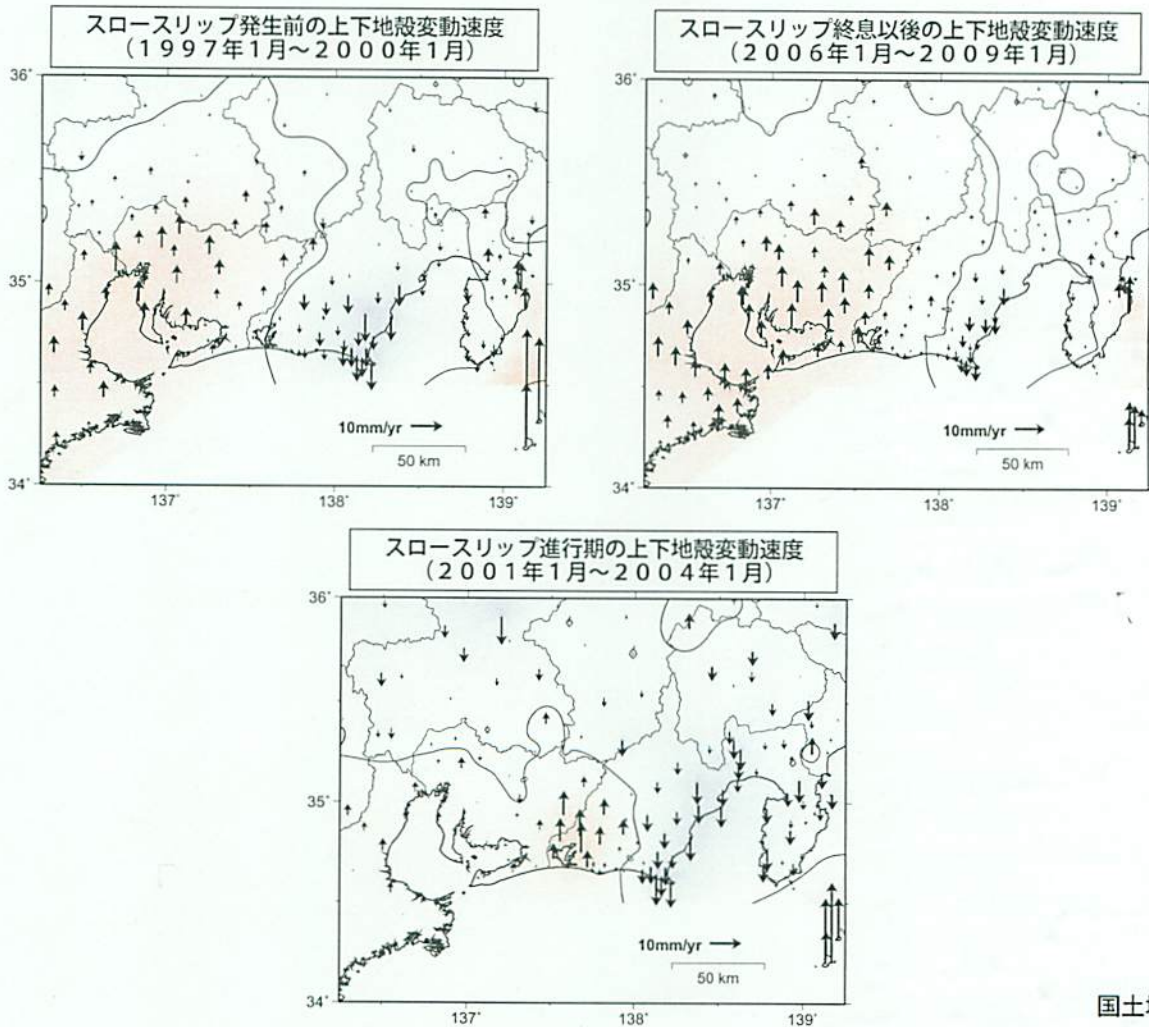 スロースリップ発生前の上下地殻変動速度
（１９９７年１月～２０００年１月）
36˚
35˚
34˚
137˚
138˚
139˚
10mm/yr
50 km
スロースリップ終息以後の上下地殻変動速度
（２００６年１月～２００９年１月）
36˚
35˚
34˚
137˚
138˚
139˚
10mm/yr
50 km
スロースリップ進行期の上下地殻変動速度
（２００１年１月～２００４年１月）
36˚
35˚
34˚
137˚
138˚
139˚
10mm/yr
50 km
国土